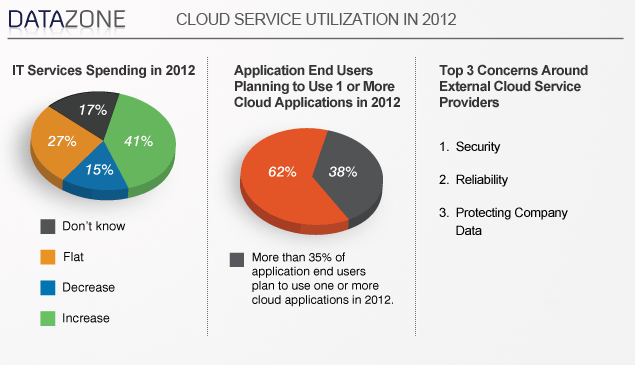 DATAZONE
CLOUD SERVICE UTILIZATION IN 2012
IT Services Spending in 2012
17%
27%
41%
15%
Don't know
Flat
Decrease
Increase
Application End Users
Planning to Use 1 or More
Cloud Applications in 2012
62%
38%
More than 35% of
application end users
plan to use one or more
cloud applications in 2012.
Top 3 Concerns Around
External Cloud Service
Providers
1. Security
2. Reliability
3. Protecting Company
Data